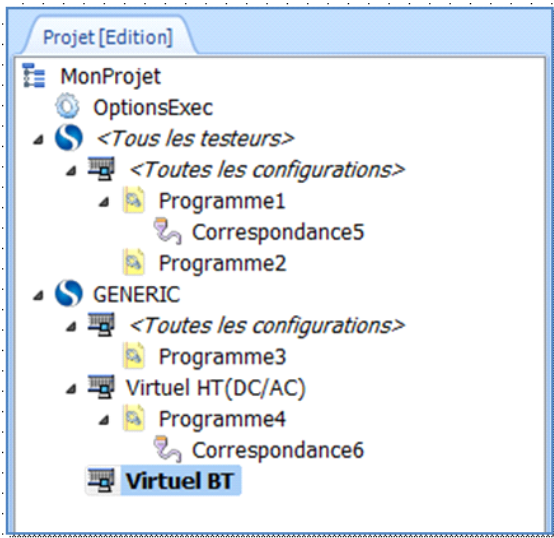 Projet [Edition]
MonProjet
OptionsExec
<Tous les testeurs>
<Toutes les configurations>
Programme1
Correspondance5
Programme2
GENERIC
<Toutes les configurations>
Programme3
Virtuel HT(DC/AC)
Programme4
Correspondance6
Virtuel BT